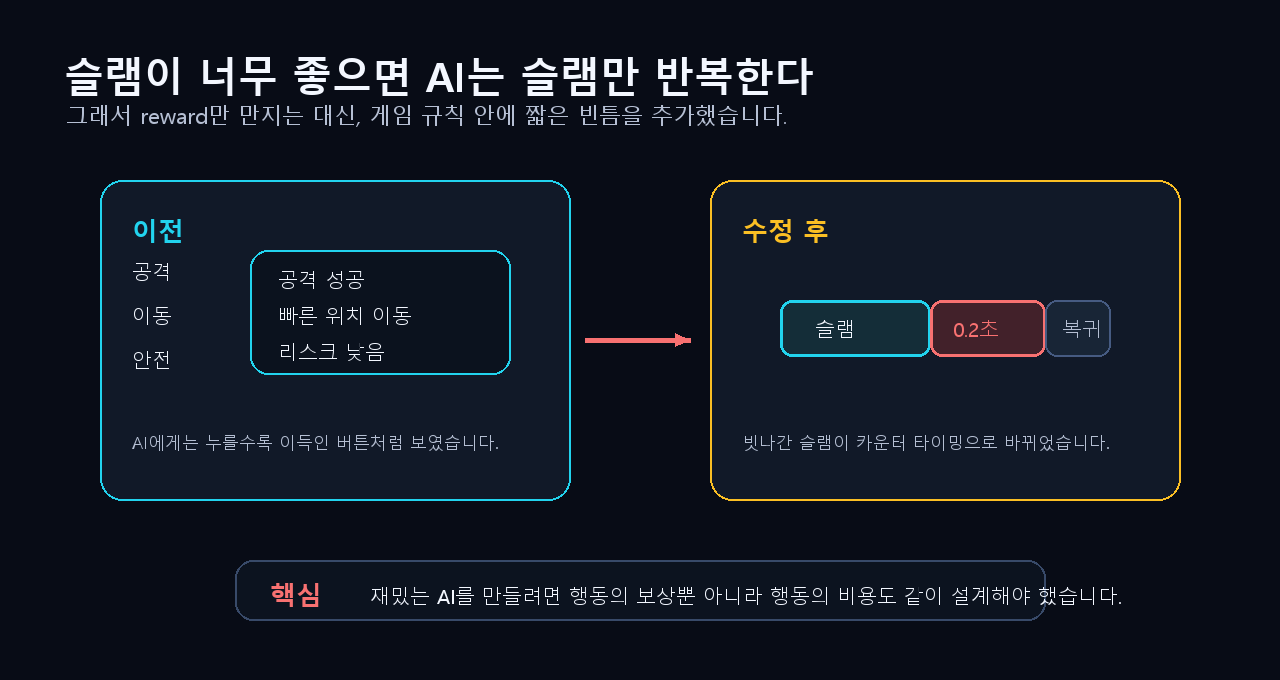 슬램이 너무 좋으면 AI는 슬램만 반복한다
그래서 reward만 만지는 대신, 게임 규칙 안에 짧은 빈틈을 추가했습니다.
이전
공격
이동
안전
공격 성공
빠른 위치 이동
리스크 낮음
AI에게는 누를수록 이득인 버튼처럼 보였습니다.
수정 후
슬램
0.2초
복귀
빗나간 슬램이 카운터 타이밍으로 바뀌었습니다.
핵심
재밌는 AI를 만들려면 행동의 보상뿐 아니라 행동의 비용도 같이 설계해야 했습니다.